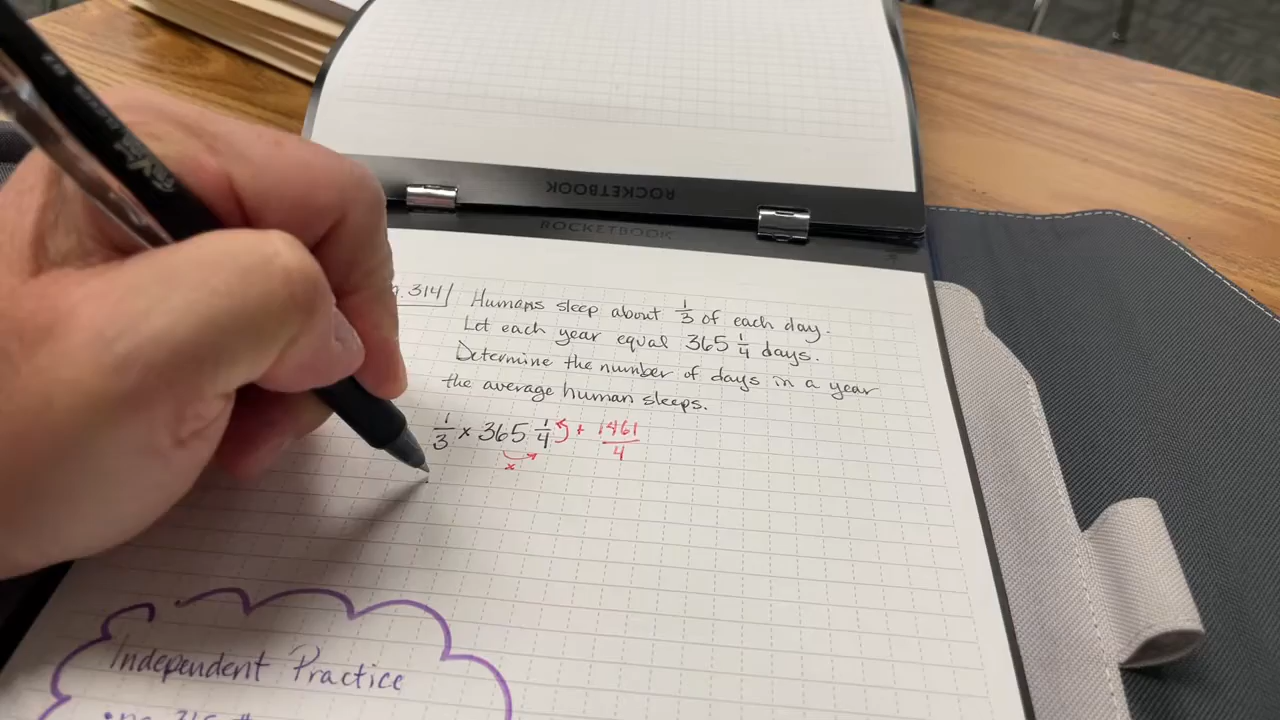 ROCKETBOOK
ROCKETBOOK
314
Humans sleep about 1/3 of each day.
Let each year equal 365 1/4 days.
Determine the number of days in a year
the average human sleeps.
1/3 × 365 1/4 + 1461/4
×
Independent Practice